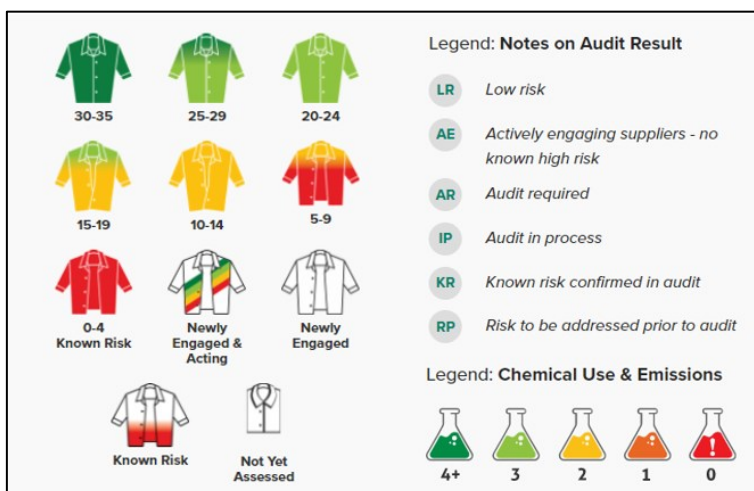 30-35
25-29
20-24
15-19
10-14
5-9
0-4
Known Risk
Newly
Engaged &
Acting
Newly
Engaged
Known Risk
Not Yet
Assessed
Legend: Notes on Audit Result
LR Low risk
AE Actively engaging suppliers - no
known high risk
AR Audit required
IP Audit in process
KR Known risk confirmed in audit
RP Risk to be addressed prior to audit
Legend: Chemical Use & Emissions
!
4+ 3 2 1 0